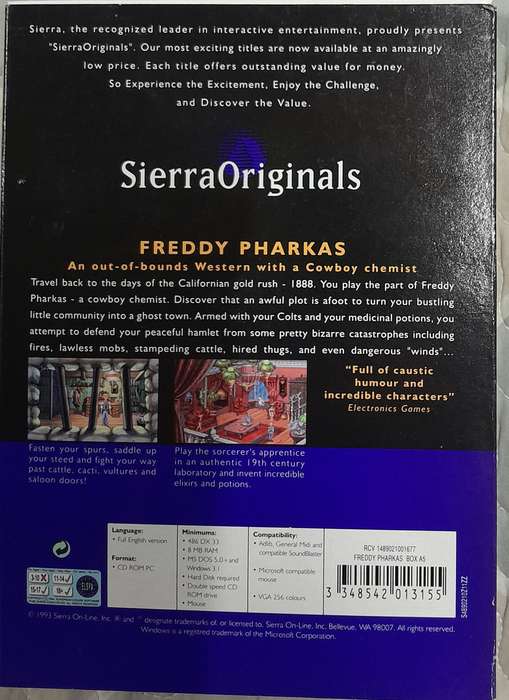 Sierra, the recognized leader in interactive entertainment, proudly presents
"SierraOriginals". Our most exciting titles are now available at an amazingly
low price. Each title offers outstanding value for money.
So Experience the Excitement, Enjoy the Challenge,
and Discover the Value.
SierraOriginals
FREDDY PHARKAS
An out-of-bounds Western with a Cowboy chemist
Travel back to the days of the Californian gold rush - 1888. You play the part of Freddy
Pharkas - a cowboy chemist. Discover that an awful plot is afoot to turn your bustling
little community into a ghost town. Armed with your Colts and your medicinal potions, you
attempt to defend your peaceful hamlet from some pretty bizarre catastrophes including
fires, lawless mobs, stampeding cattle, hired thugs, and even dangerous "winds"...
"Full of caustic
humour and
incredible characters"
Electronics Games
Fasten your spurs, saddle up
your steed and fight your way
past cattle, cacti, vultures and
saloon doors!
Play the sorcerer's apprentice
in an authentic 19th century
laboratory and invent incredible
elixirs and potions.
Language:
• Full English version
Format:
• CD ROM PC
Minimums:
• 486 DX 33
• 8 MB RAM
• MS DOS 5.0+ and
Windows 3.1
• Hard Disk required
• Double speed CD
ROM drive
• Mouse
Compatibility:
• Adlib, General Midi and
compatible SoundBlaster
• Microsoft compatible
mouse
• VGA 256 colours
RCV 1489021001677
FREDDY PHARKAS BOX A5
3 348542 013155
S489021Z1ZZ
3-10 11-14
15-17 18+
ELSPA
© 1993 Sierra On-Line, Inc. ® and ™ designate trademarks of, or licensed to, Sierra On-Line, Inc. Bellevue, WA 98007. All rights reserved.
Windows is a registred trademark of the Microsoft Corporation.